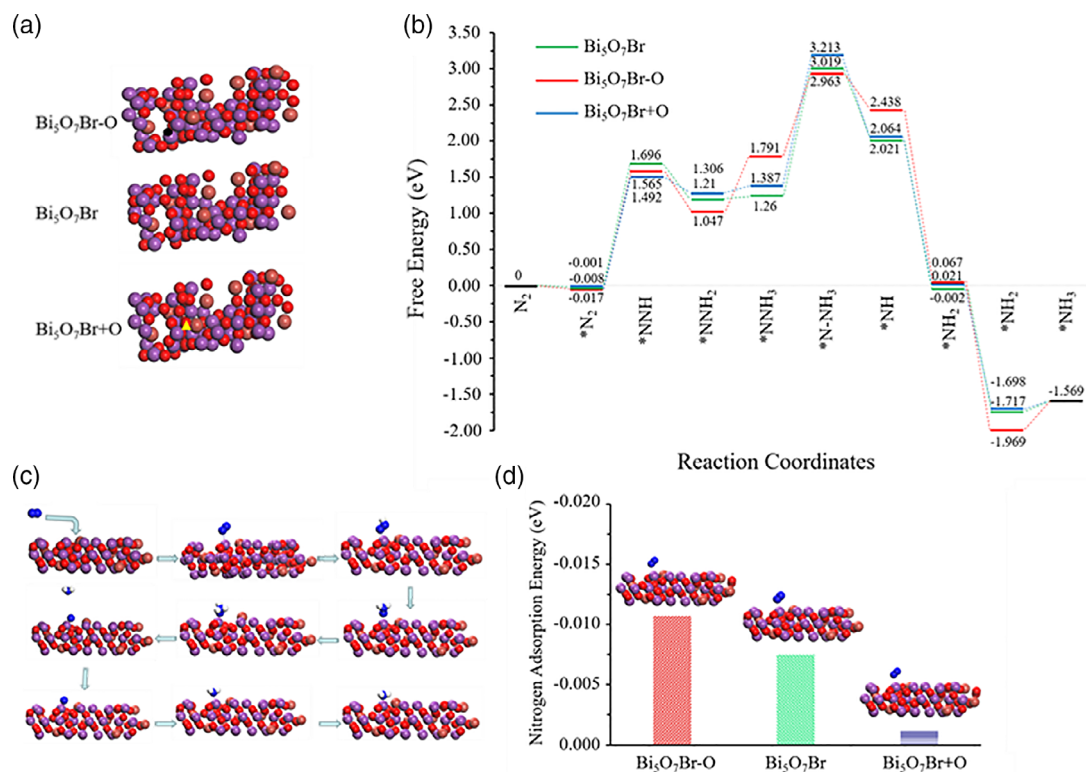 (a)
Bi₅O₇Br-O
Bi₅O₇Br
Bi₅O₇Br+O
(b)
Free Energy (eV)
3.50
3.00
2.50
2.00
1.50
1.00
0.50
0.00
-0.50
-1.00
-1.50
-2.00
Bi₅O₇Br
Bi₅O₇Br-O
Bi₅O₇Br+O
0
-0.001
-0.008
-0.017
1.696
1.565
1.492
1.306
1.21
1.047
1.791
1.387
1.26
3.213
3.019
2.963
2.438
2.064
2.021
0.067
0.021
-0.002
-1.698
-1.717
-1.969
-1.569
N₂
*N₂
*NNH
*NNH₂
*NNH₃
*N-NH₃
*NH
*NH₂
*NH₂
*NH₃
Reaction Coordinates
(c)
(d)
Nitrogen Adsorption Energy (eV)
-0.020
-0.015
-0.010
-0.005
0.000
Bi₅O₇Br-O
Bi₅O₇Br
Bi₅O₇Br+O